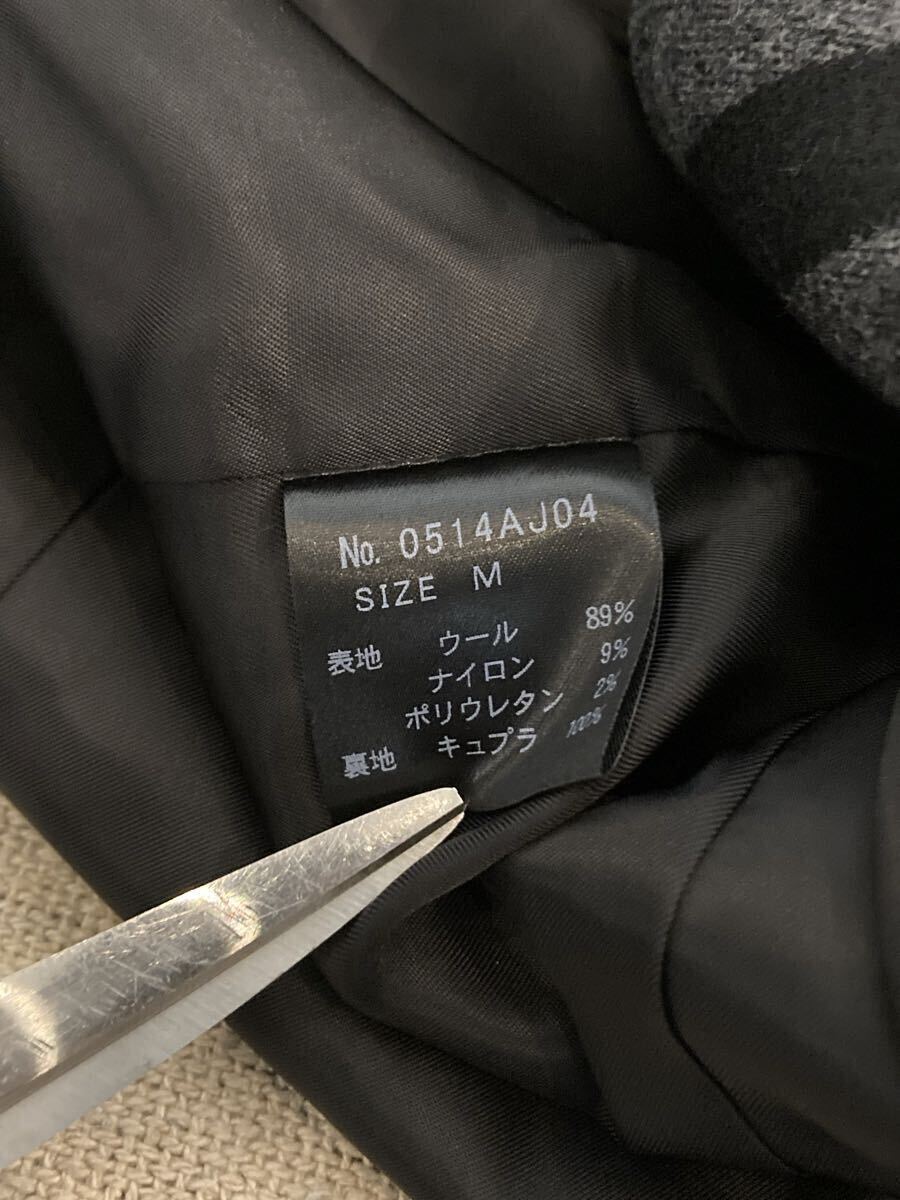 No. 0514AJ04
SIZE M
表地 ウール 89%
ナイロン 9%
ポリウレタン 2%
裏地 キュプラ 100%